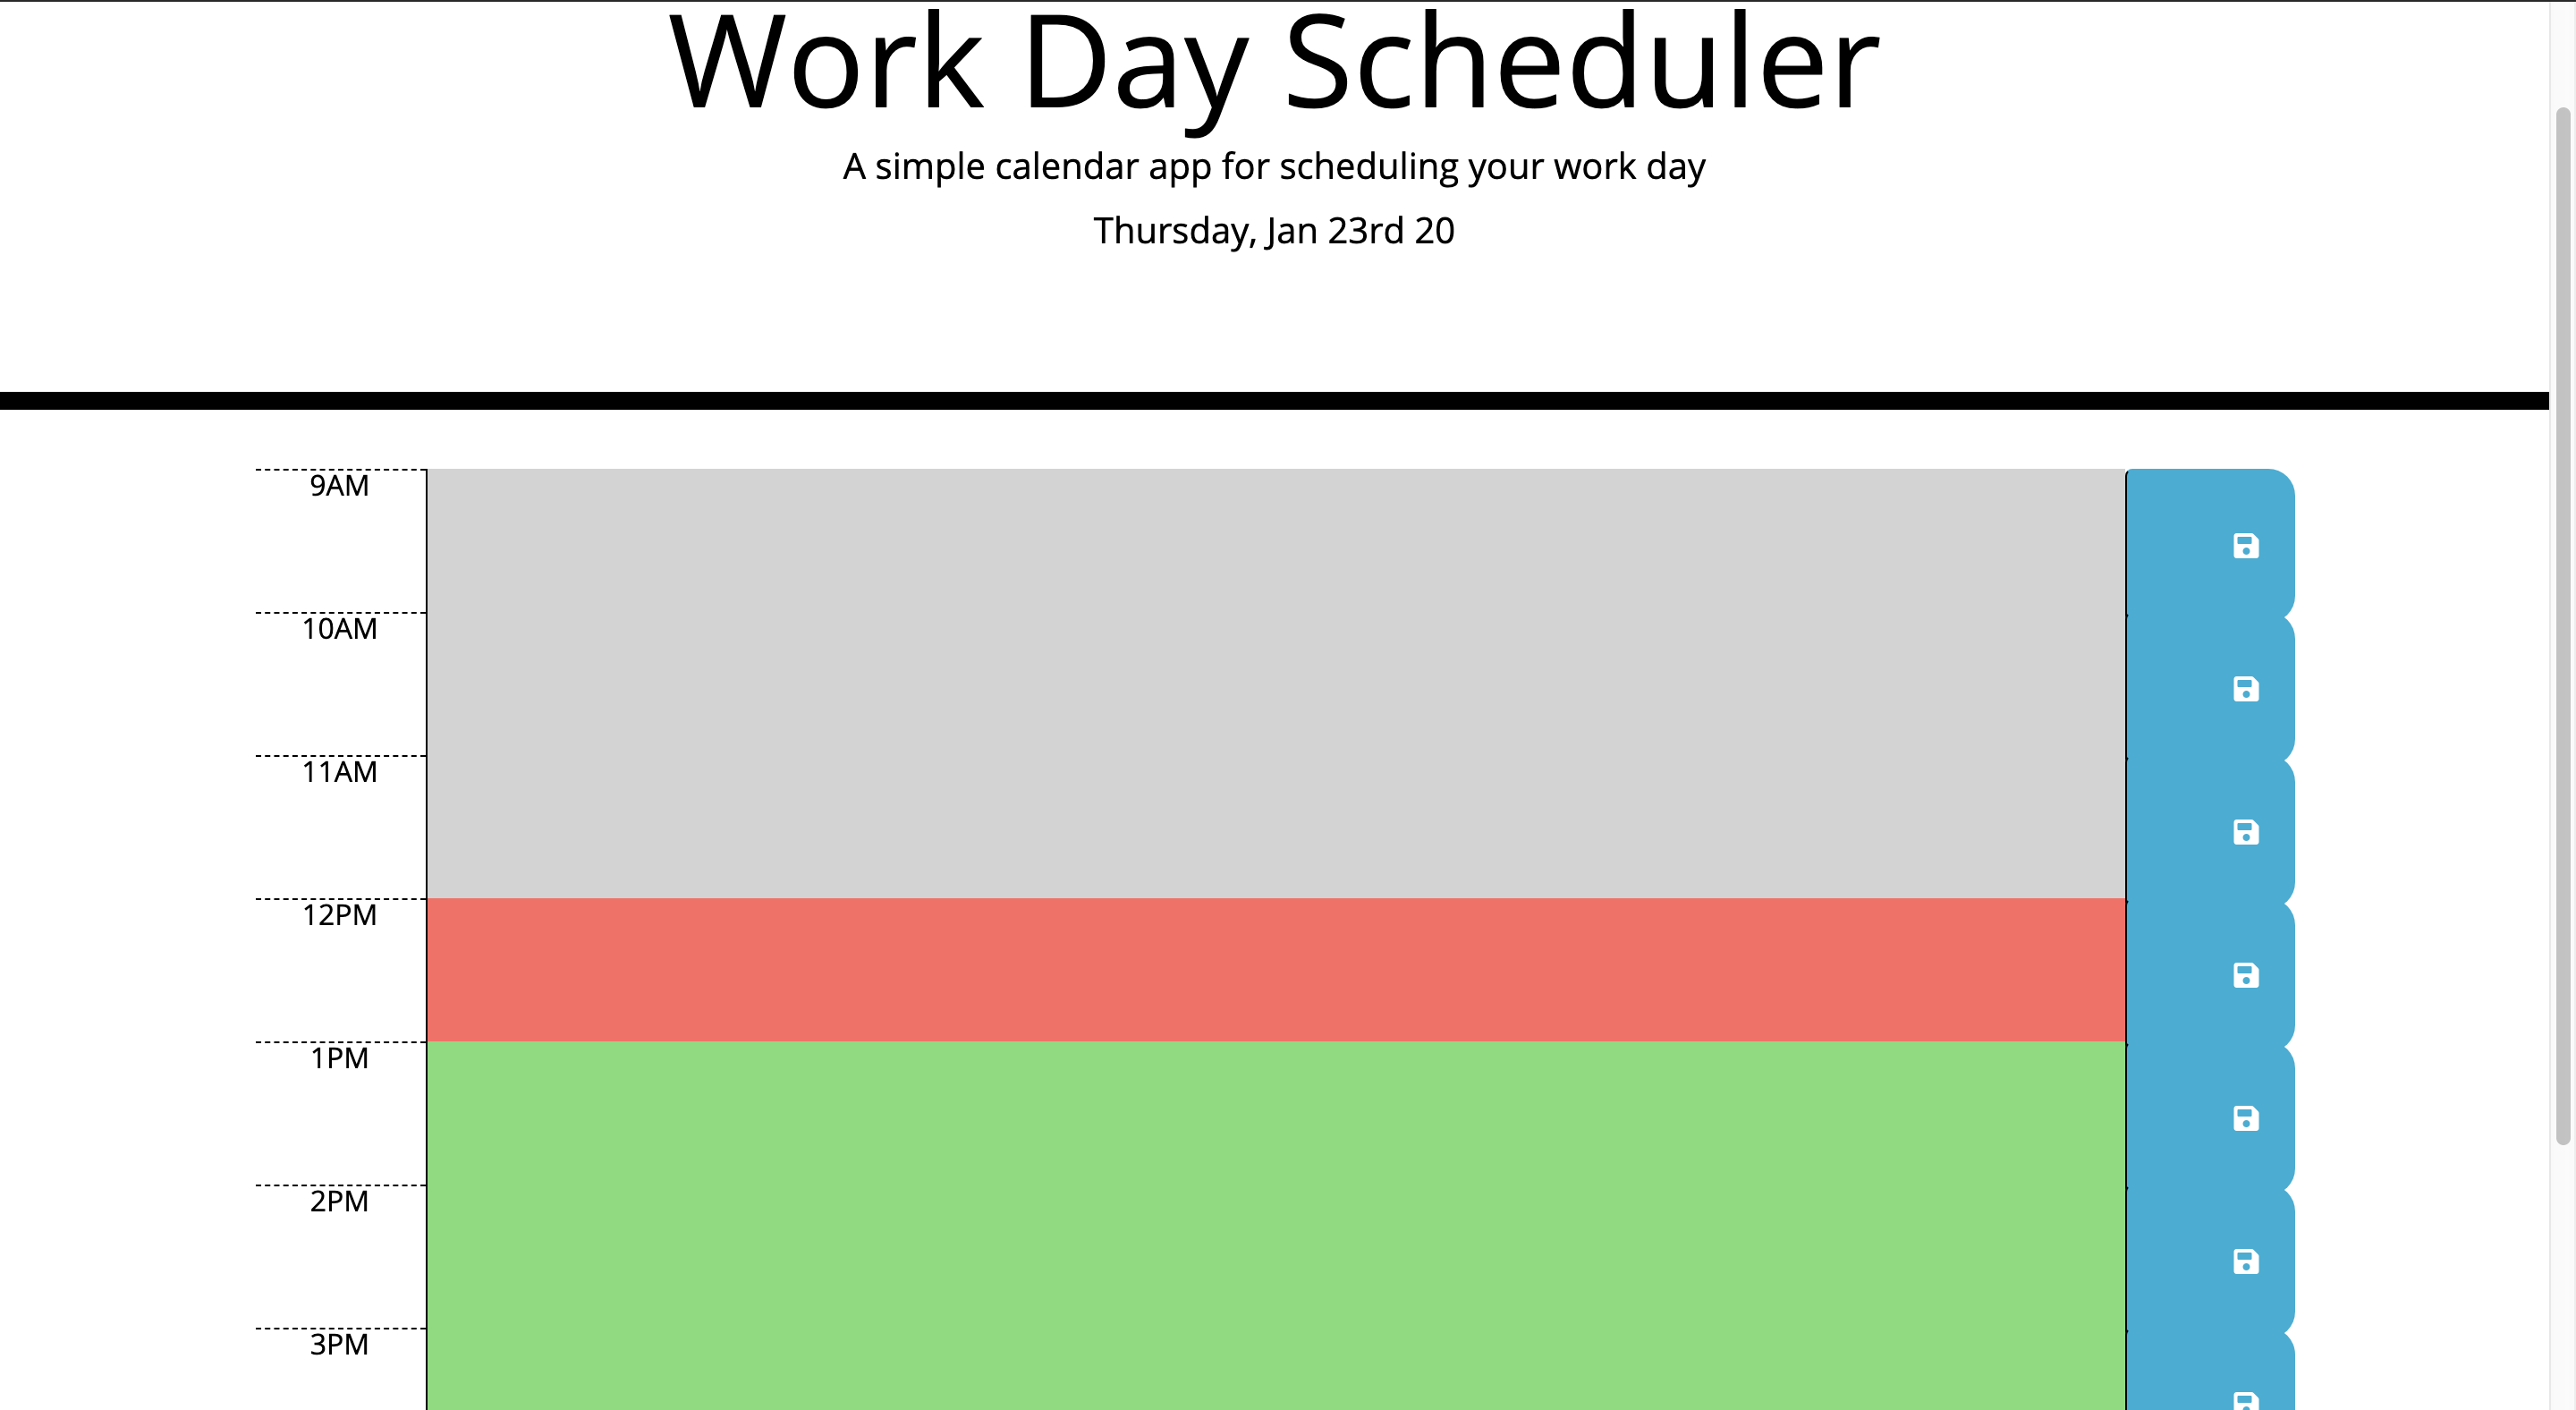 Work Day Scheduler
A simple calendar app for scheduling your work day
Thursday, Jan 23rd 20
9AM
10AM
11AM
12PM
1PM
2PM
3PM